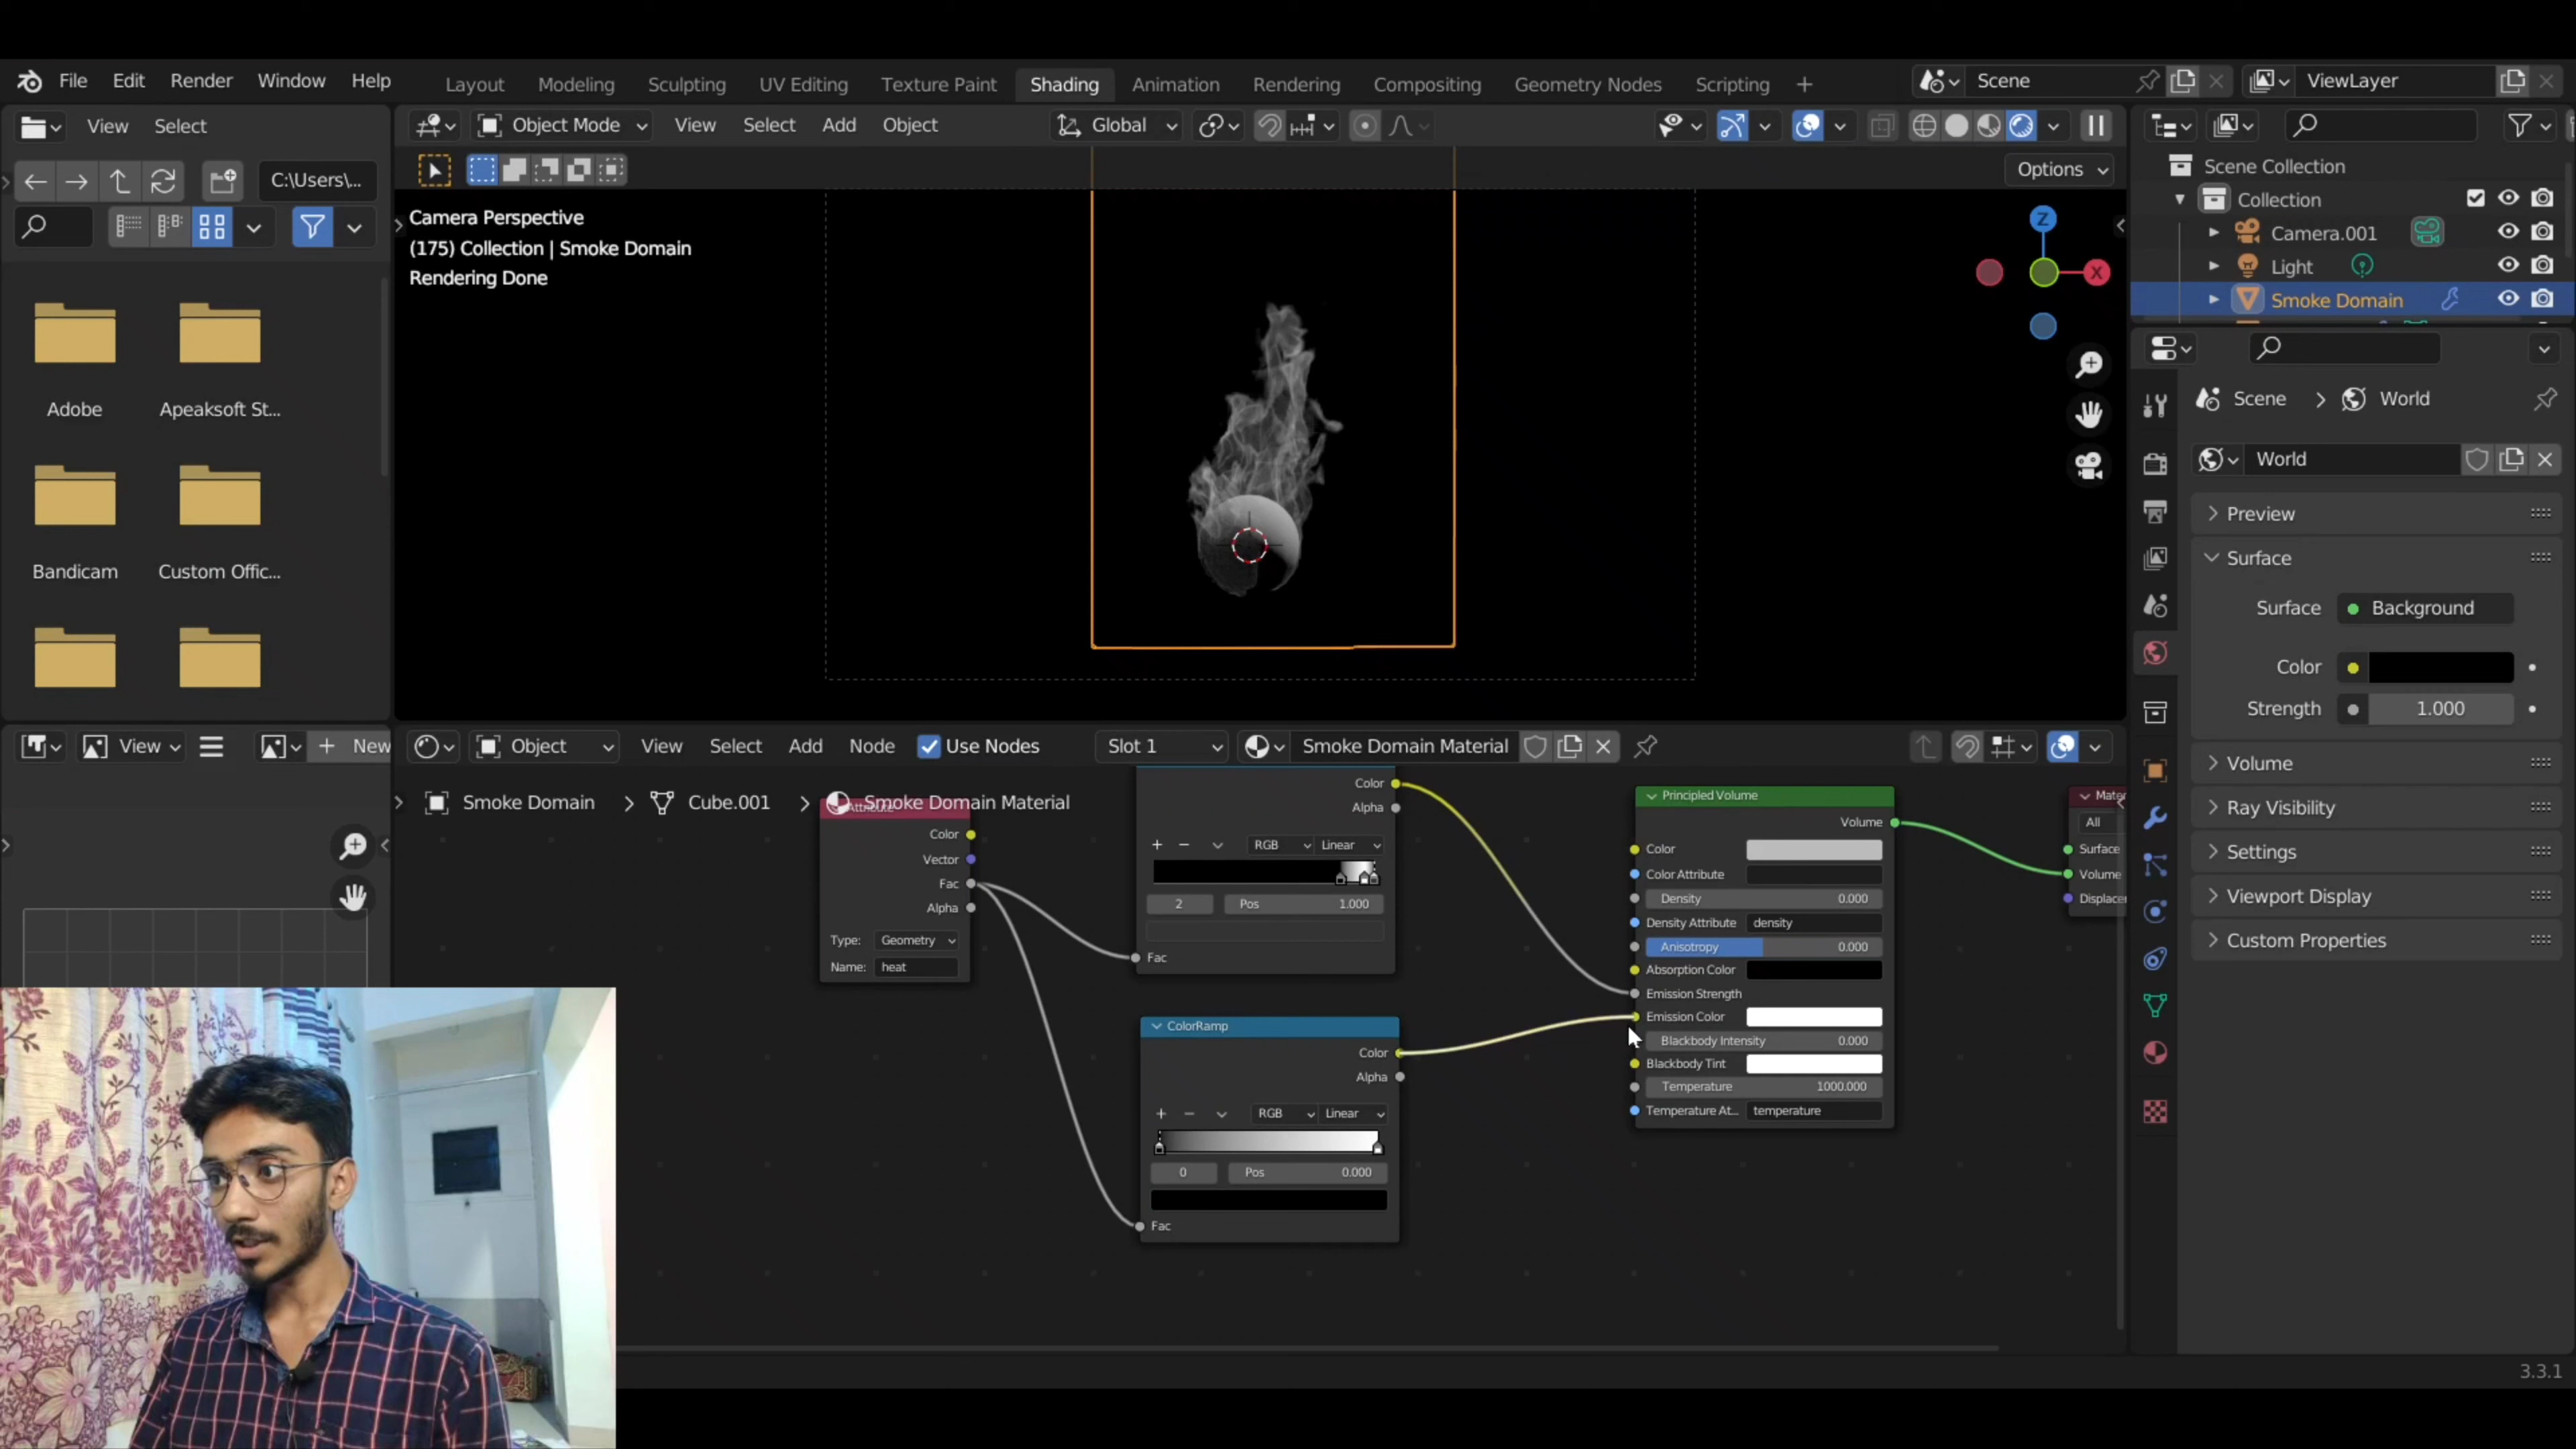 File Edit Render Window Help
Layout Modeling Sculpting UV Editing Texture Paint Shading Animation Rendering Compositing Geometry Nodes Scripting +
Scene
ViewLayer
View Select
Object Mode View Select Add Object
Global
C:\Users\...
Options
Camera Perspective
(175) Collection | Smoke Domain
Rendering Done
Z
X
Adobe
Apeaksoft St...
Bandicam
Custom Offic...
Scene Collection
Collection
Camera.001
Light
Smoke Domain
Scene > World
World
Preview
Surface
Surface Background
Color
Strength 1.000
Volume
Ray Visibility
Settings
Viewport Display
Custom Properties
View
+ New
Object View Select Add Node Use Nodes
Slot 1
Smoke Domain Material
Smoke Domain > Cube.001 > Smoke Domain Material
Attribute
Color
Vector
Fac
Alpha
Type: Geometry
Name: heat
Color
Alpha
RGB Linear
2 Pos 1.000
Fac
ColorRamp
Color
Alpha
RGB Linear
0 Pos 0.000
Fac
Principled Volume
Volume
Color
Color Attribute
Density 0.000
Density Attribute density
Anisotropy 0.000
Absorption Color
Emission Strength
Emission Color
Blackbody Intensity 0.000
Blackbody Tint
Temperature 1000.000
Temperature At... temperature
Mater
All
Surface
Volume
Displacer
3.3.1